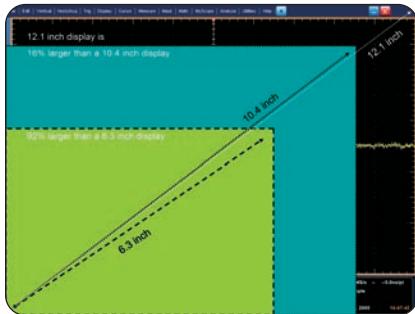 File Edit Vertical Horiz/Acq Trig Display Cursor Measure Mask Math MyScope Analyze Utilities Help
12.1 inch display is
16% larger than a 10.4 inch display
12.1 inch
10.4 inch
92% larger than a 6.3 inch display
6.3 inch